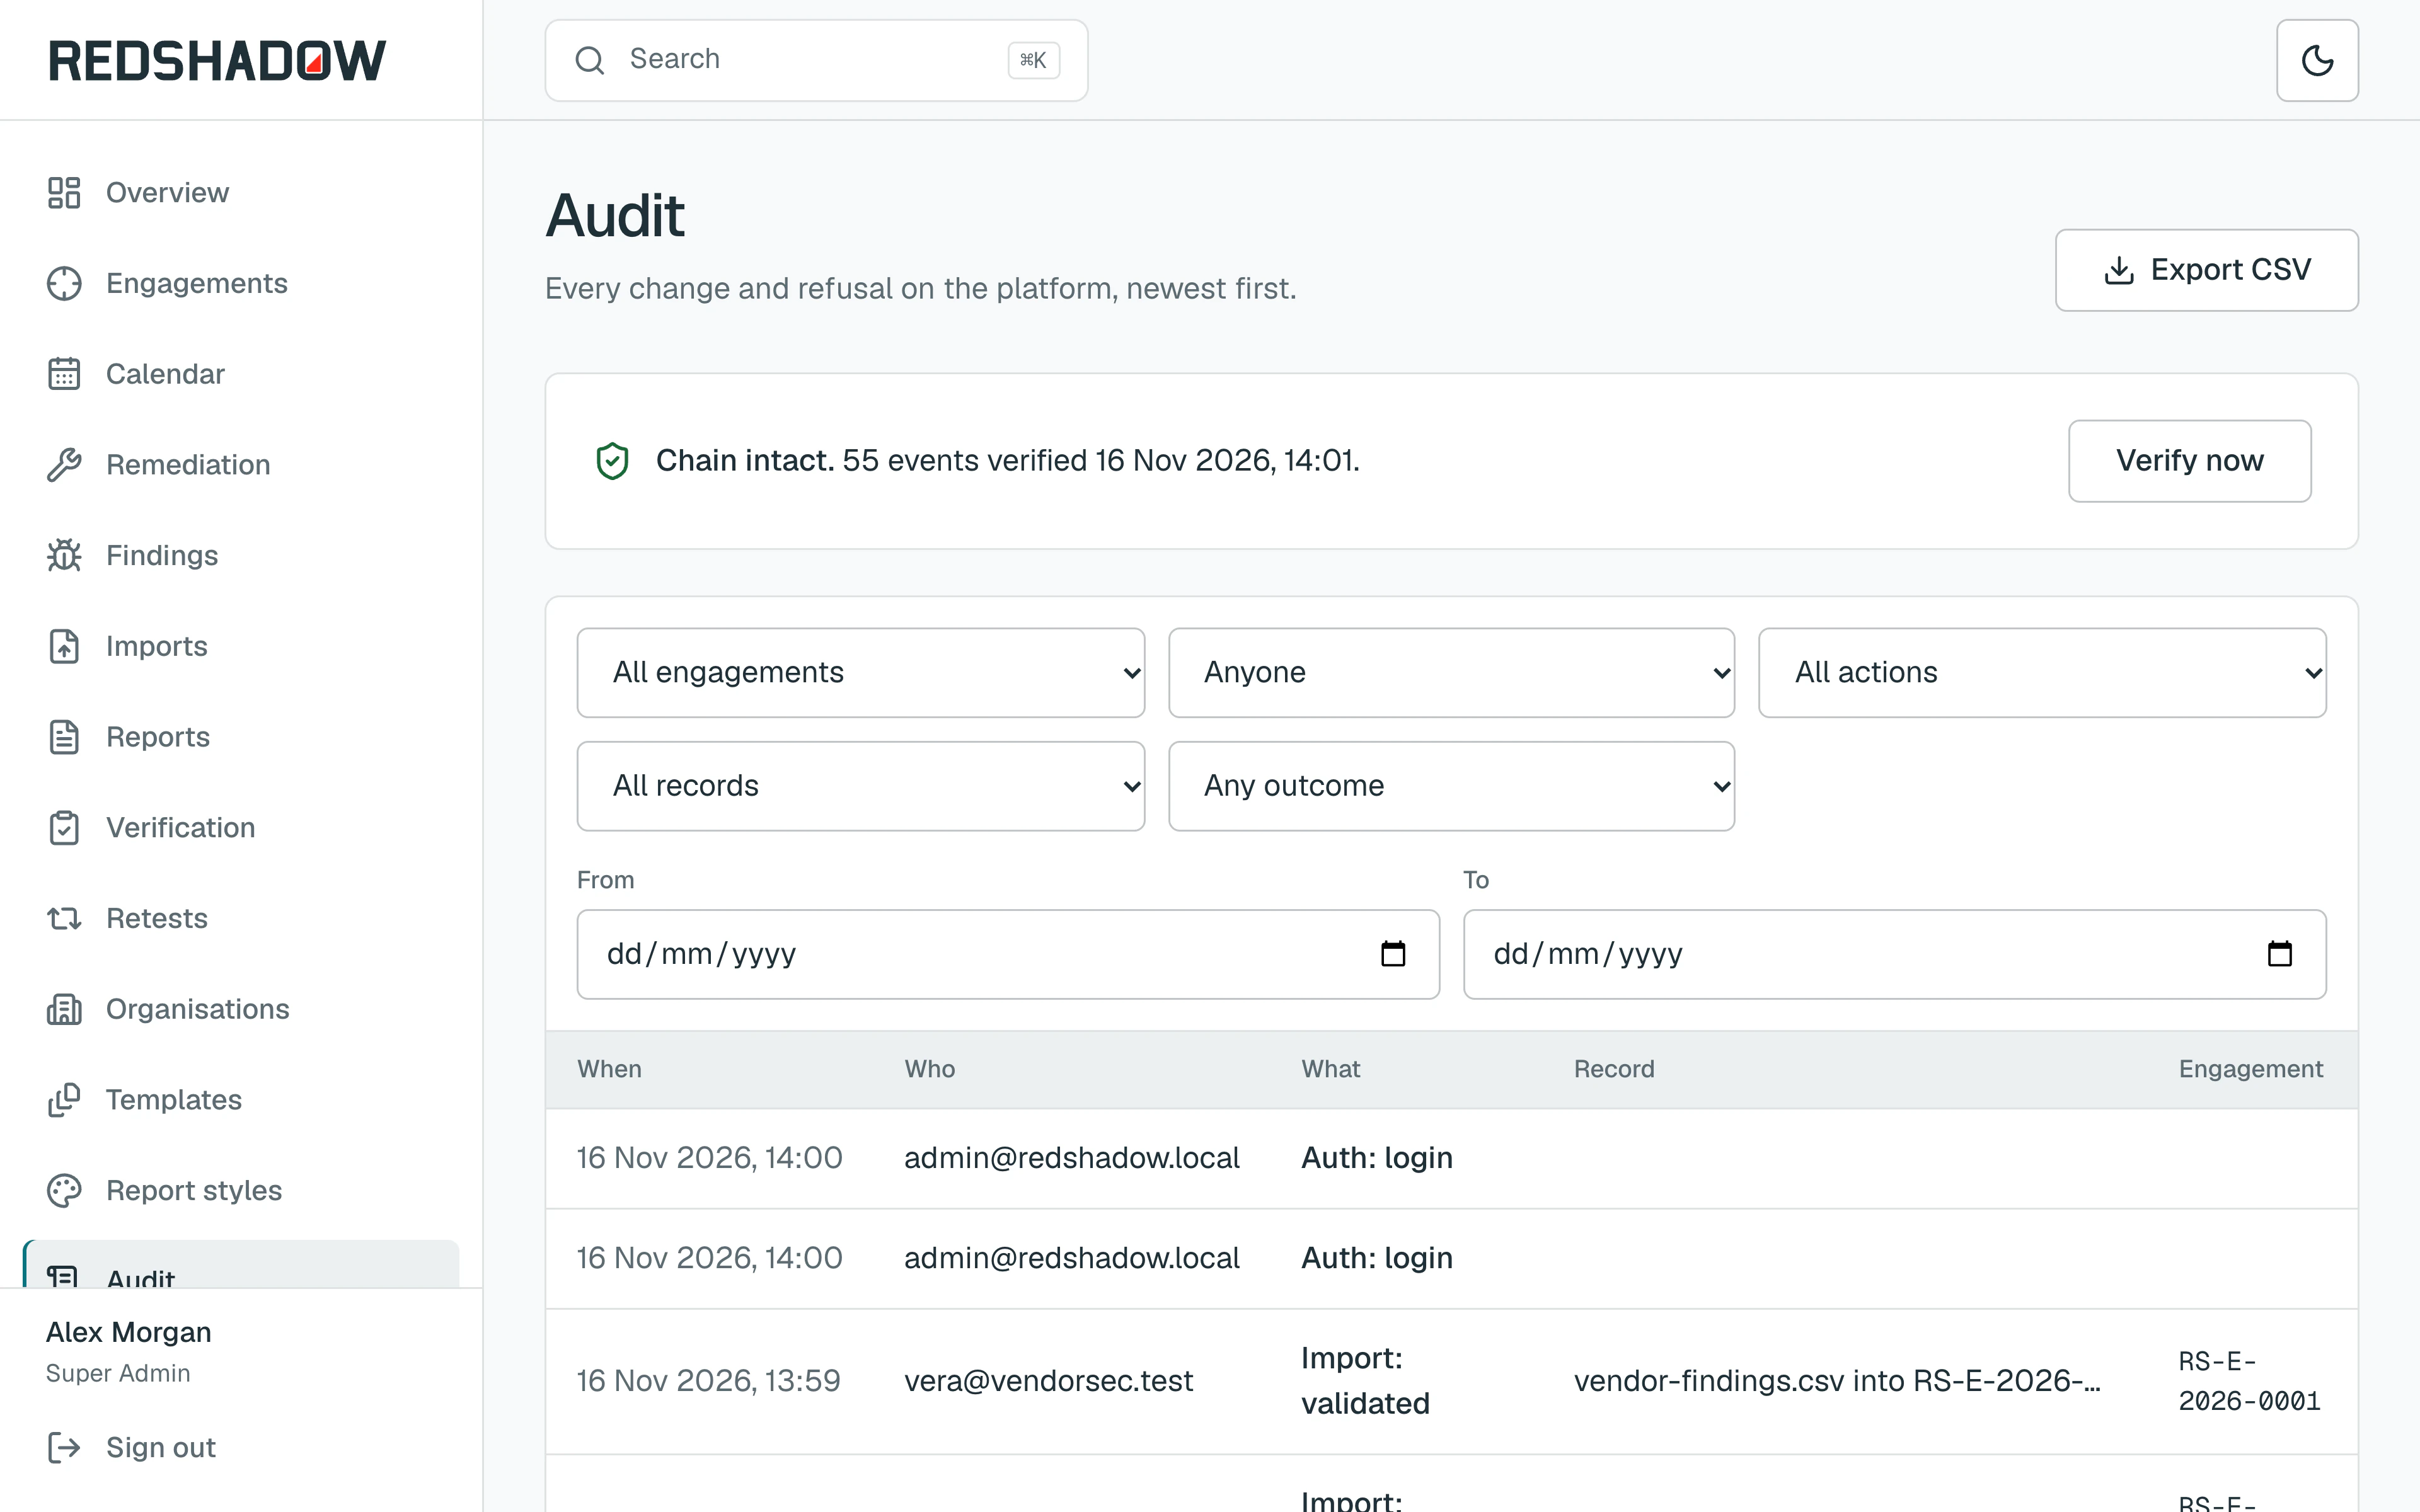 REDSHADOW
Search ⌘K
Overview
Engagements
Calendar
Remediation
Findings
Imports
Reports
Verification
Retests
Organisations
Templates
Report styles
Audit
Alex Morgan
Super Admin
Sign out
Audit
Every change and refusal on the platform, newest first.
Export CSV
Chain intact. 55 events verified 16 Nov 2026, 14:01.
Verify now
All engagements Anyone All actions
All records Any outcome
From To
dd/mm/yyyy dd/mm/yyyy
When Who What Record Engagement
16 Nov 2026, 14:00 admin@redshadow.local Auth: login
16 Nov 2026, 14:00 admin@redshadow.local Auth: login
16 Nov 2026, 13:59 vera@vendorsec.test Import: validated vendor-findings.csv into RS-E-2026-… RS-E-2026-0001
Import: RS-E-